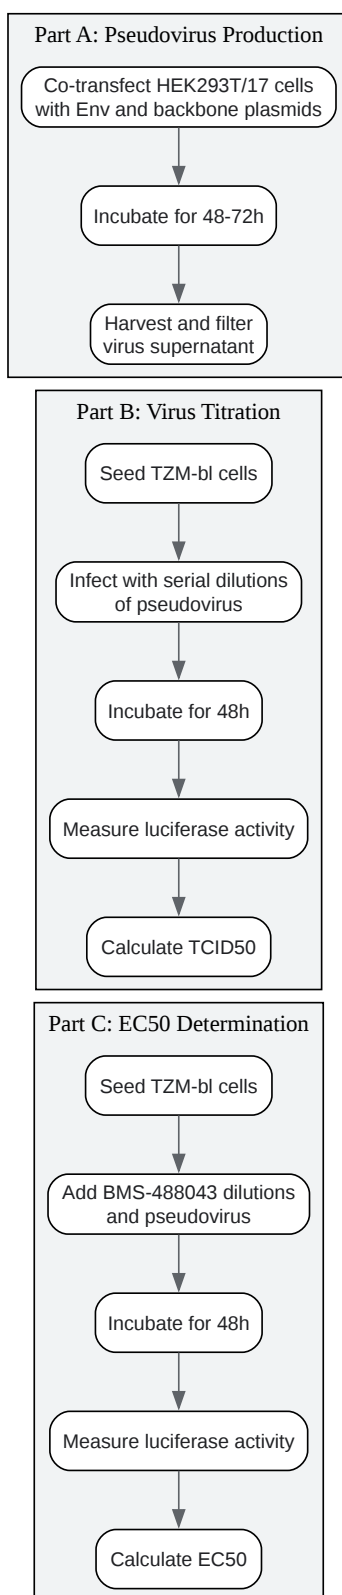 Part A: Pseudovirus Production
Co-transfect HEK293T/17 cells
with Env and backbone plasmids
Incubate for 48-72h
Harvest and filter
virus supernatant
Part B: Virus Titration
Seed TZM-bl cells
Infect with serial dilutions
of pseudovirus
Incubate for 48h
Measure luciferase activity
Calculate TCID50
Part C: EC50 Determination
Seed TZM-bl cells
Add BMS-488043 dilutions
and pseudovirus
Incubate for 48h
Measure luciferase activity
Calculate EC50